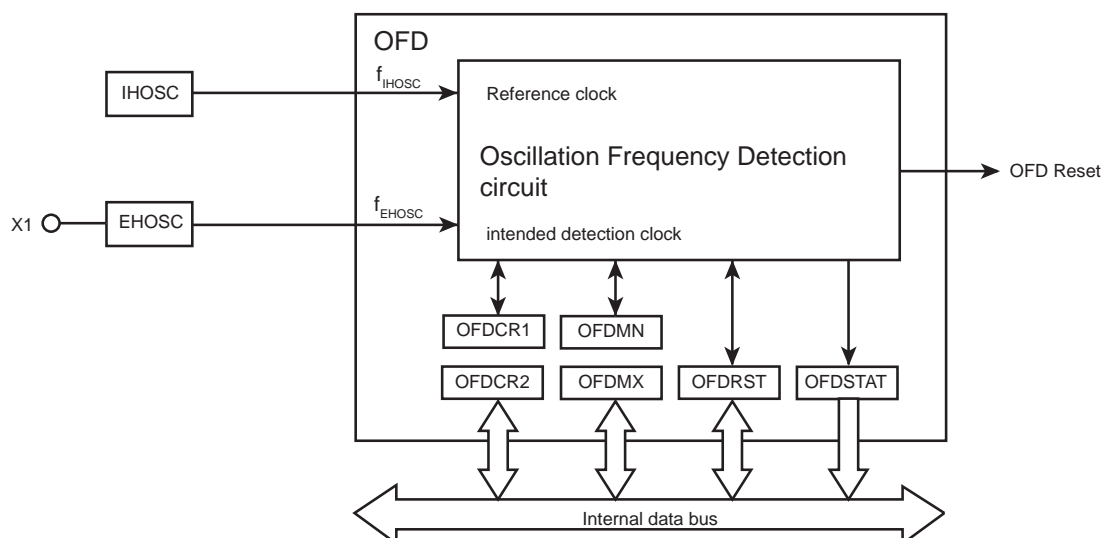 OFD
fIHOSC
IHOSC
Reference clock
Oscillation Frequency Detection
circuit
OFD Reset
X1
EHOSC
fEHOSC
intended detection clock
OFDCR1
OFDMN
OFDCR2
OFDMX
OFDRST
OFDSTAT
Internal data bus